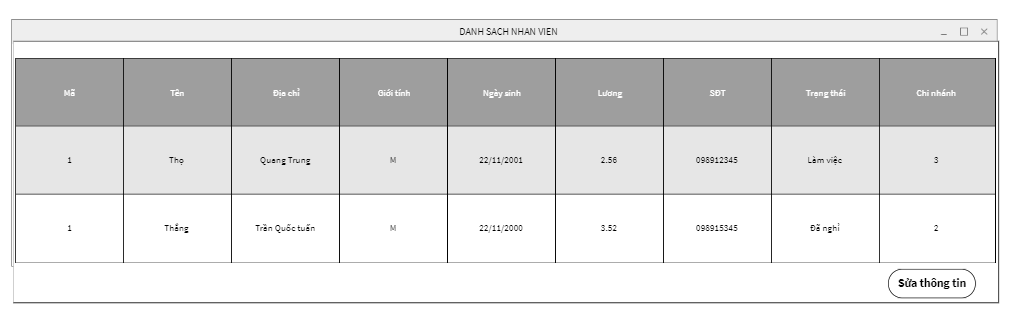 DANH SACH NHAN VIEN
Mã Tên Địa chỉ Giới tính Ngày sinh Lương SĐT Trạng thái Chi nhánh
1 Thọ Quang Trung M 22/11/2001 2.56 098912345 Làm việc 3
1 Thắng Trần Quốc tuấn M 22/11/2000 3.52 098915345 Đã nghỉ 2
Sửa thông tin